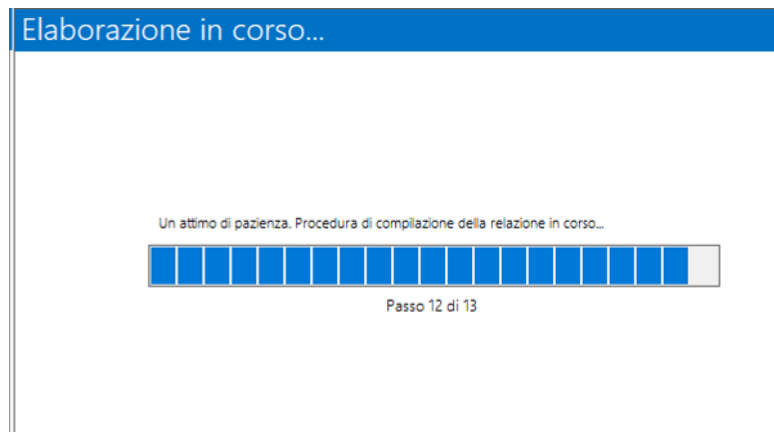 Elaborazione in corso...
Un attimo di pazienza. Procedura di compilazione della relazione in corso...
Passo 12 di 13